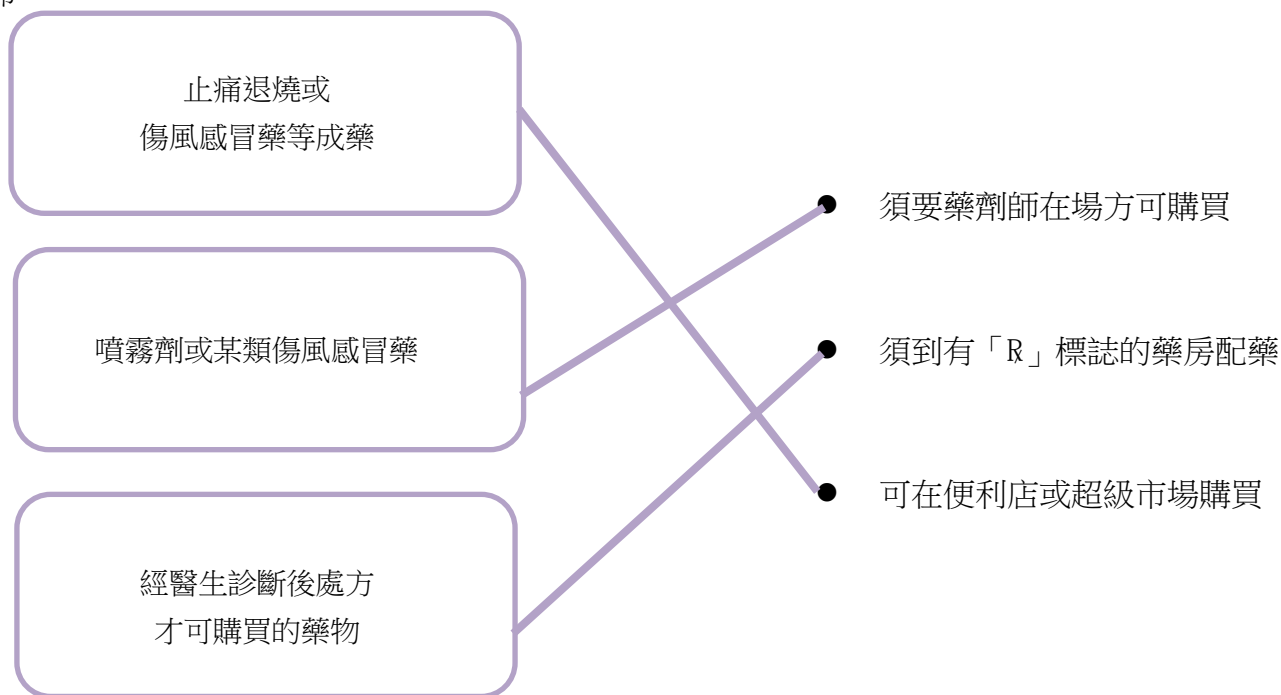 止痛退燒或
傷風感冒藥等成藥
須要藥劑師在場方可購買
噴霧劑或某類傷風感冒藥
須到有「R」標誌的藥房配藥
可在便利店或超級市場購買
經醫生診斷後處方
才可購買的藥物